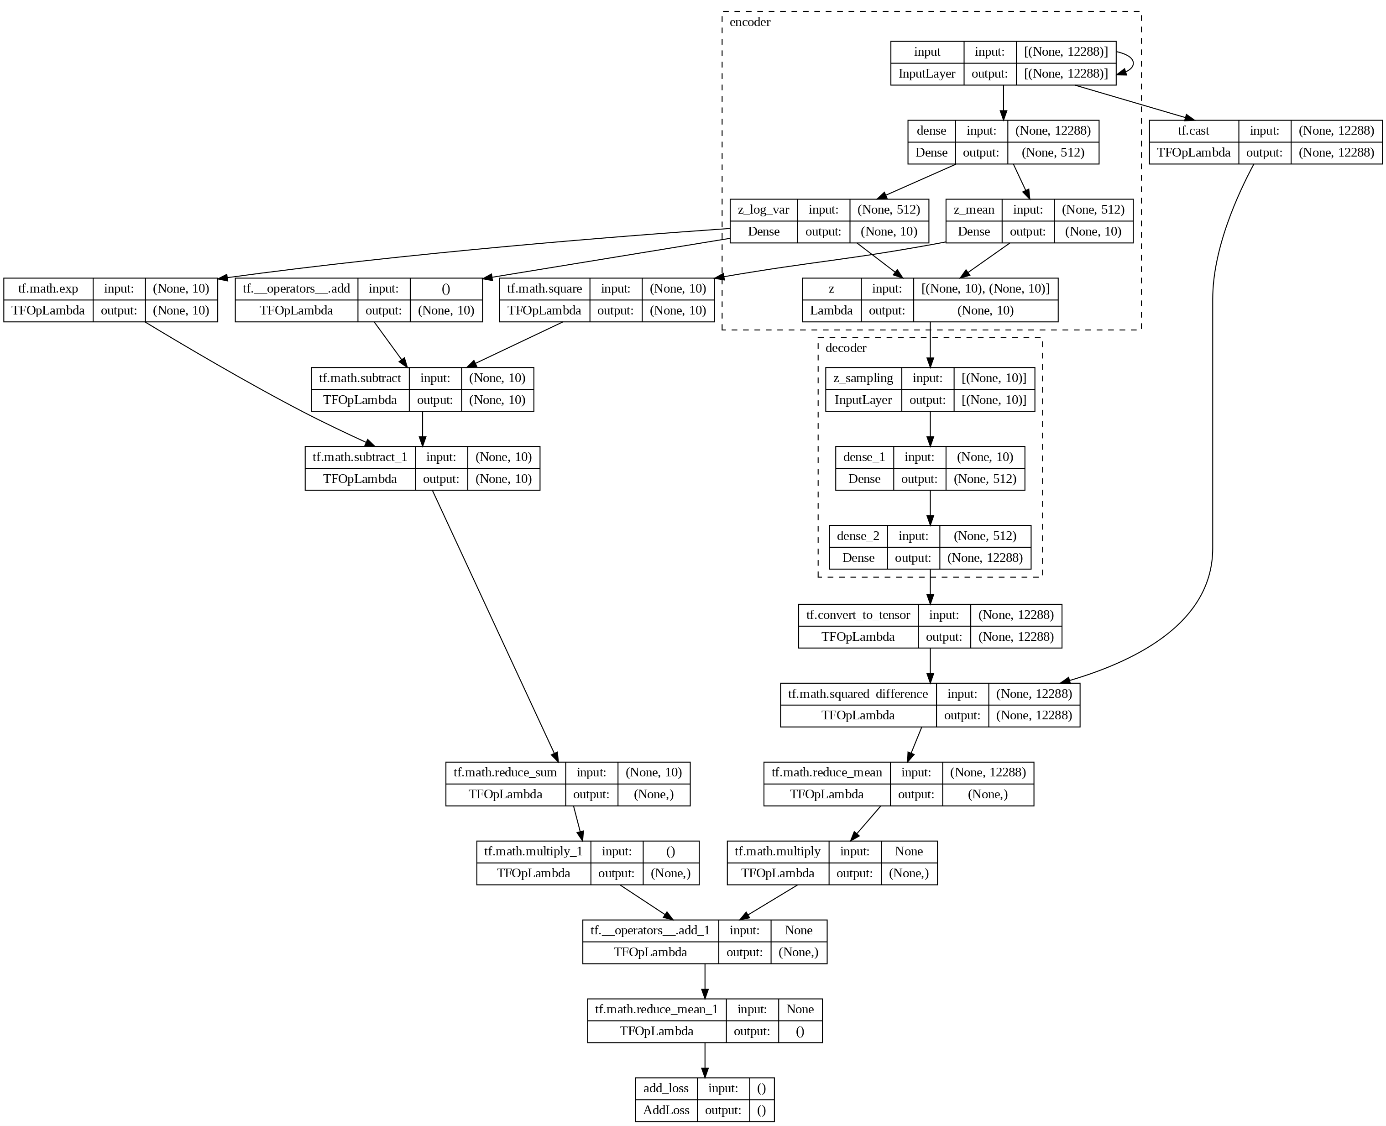 encoder
input input: [(None, 12288)]
InputLayer output: [(None, 12288)]
dense input: (None, 12288)
Dense output: (None, 512)
tf.cast input: (None, 12288)
TFOpLambda output: (None, 12288)
z_log_var input: (None, 512)
Dense output: (None, 10)
z_mean input: (None, 512)
Dense output: (None, 10)
tf.math.exp input: (None, 10)
TFOpLambda output: (None, 10)
tf.__operators__.add input: ()
TFOpLambda output: (None, 10)
tf.math.square input: (None, 10)
TFOpLambda output: (None, 10)
z input: [(None, 10), (None, 10)]
Lambda output: (None, 10)
decoder
tf.math.subtract input: (None, 10)
TFOpLambda output: (None, 10)
z_sampling input: [(None, 10)]
InputLayer output: [(None, 10)]
tf.math.subtract_1 input: (None, 10)
TFOpLambda output: (None, 10)
dense_1 input: (None, 10)
Dense output: (None, 512)
dense_2 input: (None, 512)
Dense output: (None, 12288)
tf.convert to tensor input: (None, 12288)
TFOpLambda output: (None, 12288)
tf.math.squared difference input: (None, 12288)
TFOpLambda output: (None, 12288)
tf.math.reduce_sum input: (None, 10)
TFOpLambda output: (None,)
tf.math.reduce_mean input: (None, 12288)
TFOpLambda output: (None,)
tf.math.multiply_1 input: ()
TFOpLambda output: (None,)
tf.math.multiply input: None
TFOpLambda output: (None,)
tf.__operators__.add_1 input: None
TFOpLambda output: (None,)
tf.math.reduce_mean_1 input: None
TFOpLambda output: ()
add_loss input: ()
AddLoss output: ()